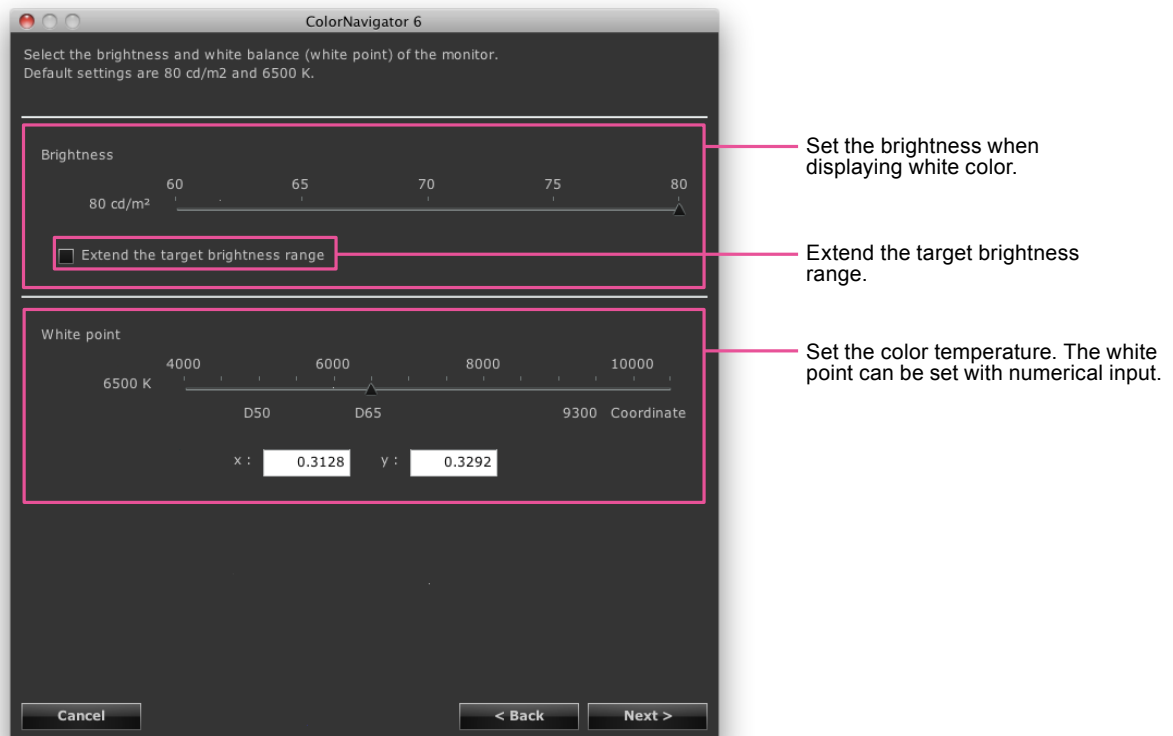 ColorNavigator 6
Select the brightness and white balance (white point) of the monitor.
Default settings are 80 cd/m2 and 6500 K.
Brightness
60 65 70 75 80
80 cd/m²
Extend the target brightness range
White point
4000 6000 8000 10000
6500 K
D50 D65 9300 Coordinate
x : 0.3128 y : 0.3292
Cancel < Back Next >
Set the brightness when
displaying white color.
Extend the target brightness
range.
Set the color temperature. The white
point can be set with numerical input.